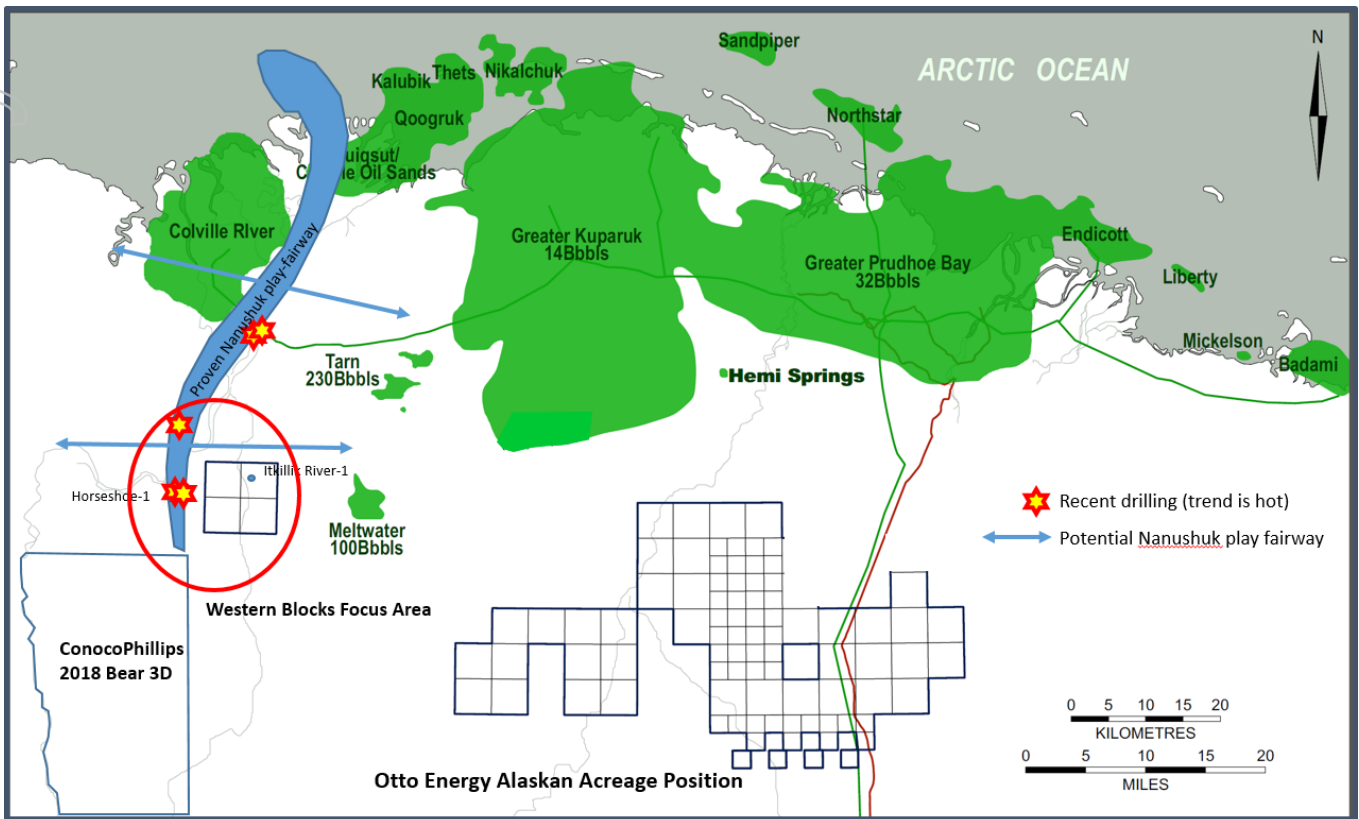 Sandpiper
N
ARCTIC OCEAN
Kalubik
Thets
Nikalchuk
Qoogruk
Northstar
uiqsut/
C le Oil Sands
Colville RIver
Proven Nanushuk play-fairway
Greater Kuparuk
14Bbbls
Greater Prudhoe Bay
32Bbbls
Endicott
Liberty
Mickelson
Badami
Tarn
230Bbbls
Hemi Springs
Itkillik River-1
Horseshoe-1
Meltwater
100Bbbls
Recent drilling (trend is hot)
Potential Nanushuk play fairway
Western Blocks Focus Area
ConocoPhillips
2018 Bear 3D
Otto Energy Alaskan Acreage Position
0 5 10 15 20
KILOMETRES
0 5 10 15 20
MILES